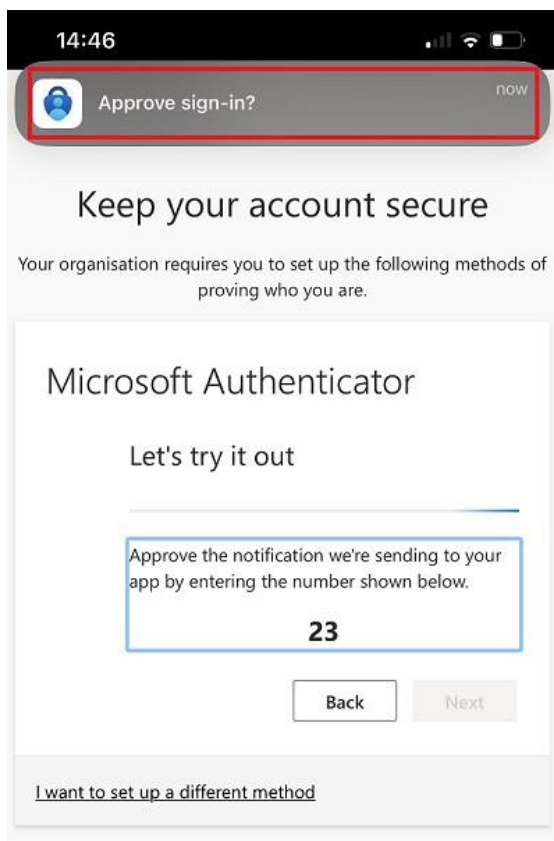 14:46
Approve sign-in?
now
Keep your account secure
Your organisation requires you to set up the following methods of
proving who you are.
Microsoft Authenticator
Let's try it out
Approve the notification we're sending to your
app by entering the number shown below.
23
Back
Next
I want to set up a different method